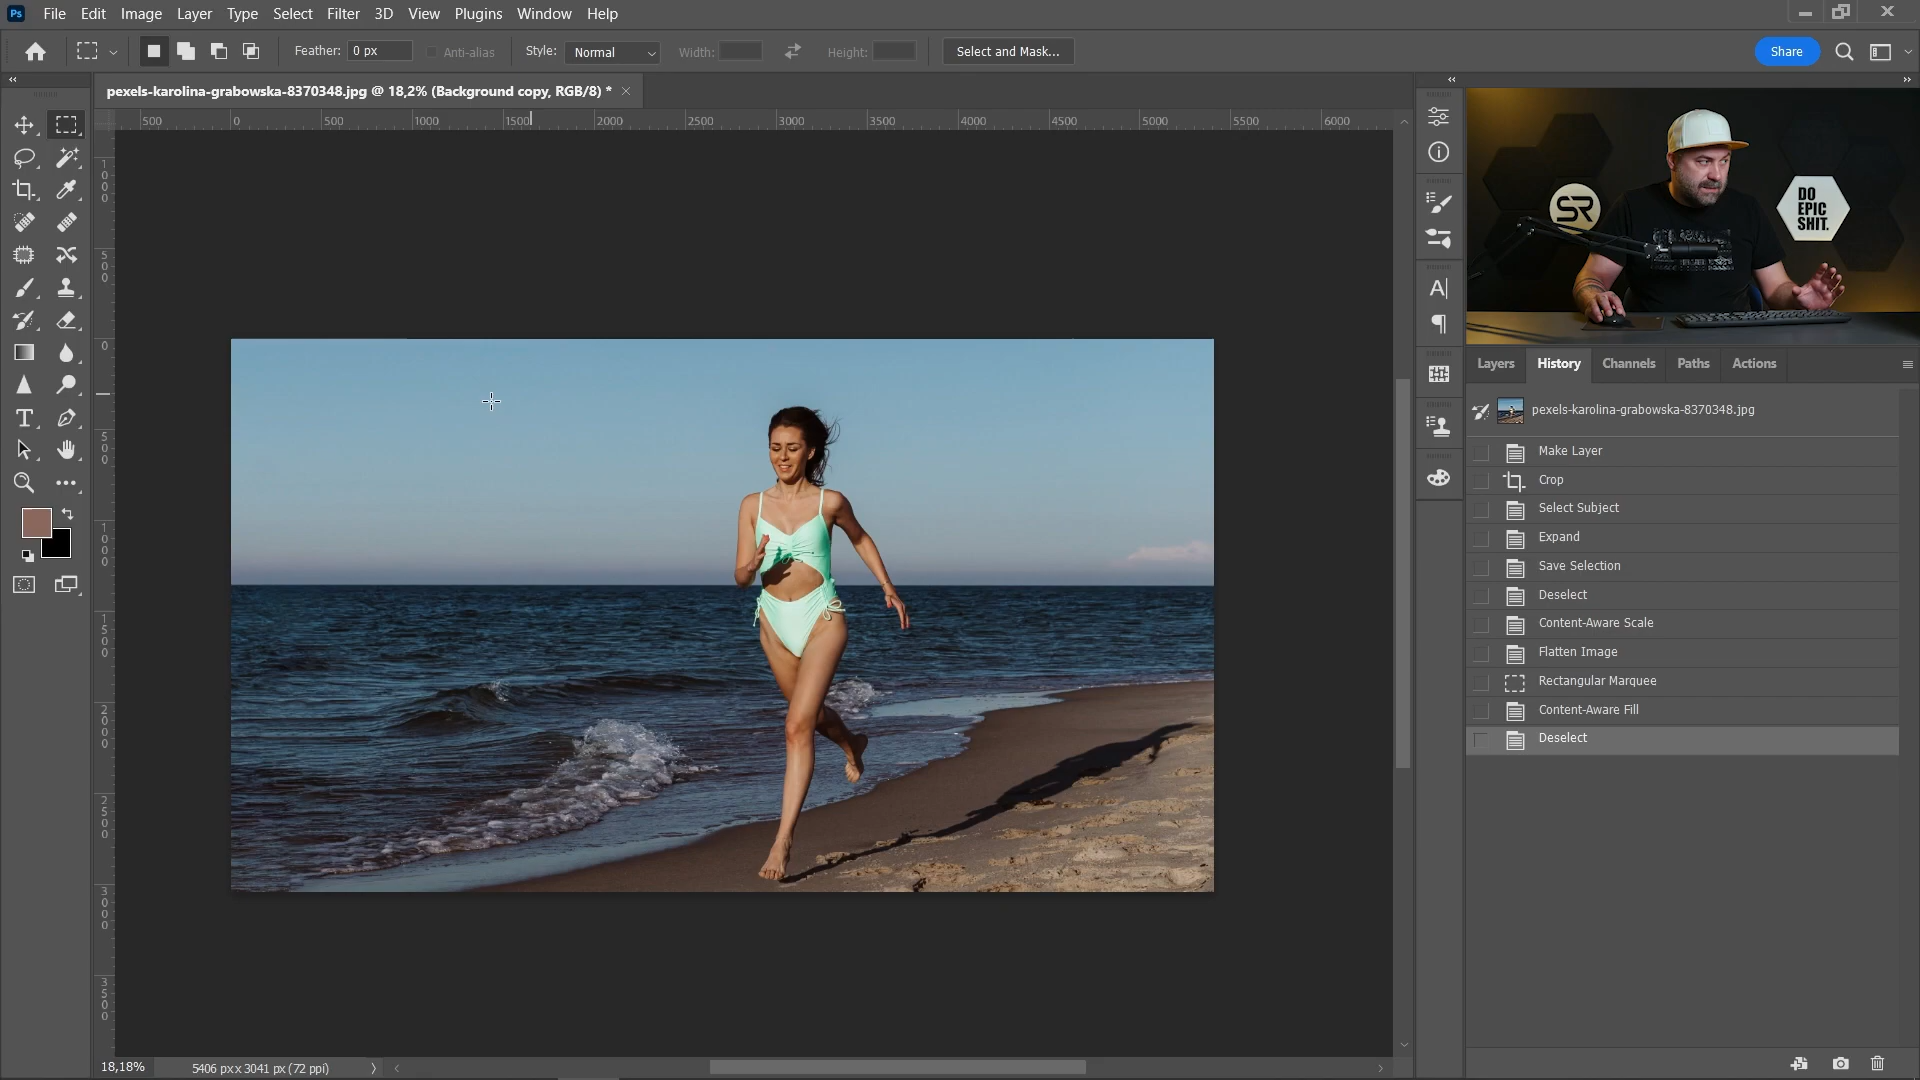 Ps File Edit Image Layer Type Select Filter 3D View Plugins Window Help
Feather: 0 px Anti-alias Style: Normal Width: Height: Select and Mask... Share
pexels-karolina-grabowska-8370348.jpg @ 18,2% (Background copy, RGB/8) *
500 0 500 1000 1500 2000 2500 3000 3500 4000 4500 5000 5500 6000
1000
500
0
500
1000
1500
2000
2500
3000
3500
SR
DO
EPIC
SHIT.
Layers History Channels Paths Actions
pexels-karolina-grabowska-8370348.jpg
Make Layer
Crop
Select Subject
Expand
Save Selection
Deselect
Content-Aware Scale
Flatten Image
Rectangular Marquee
Content-Aware Fill
Deselect
18,18% 5406 px x 3041 px (72 ppi)